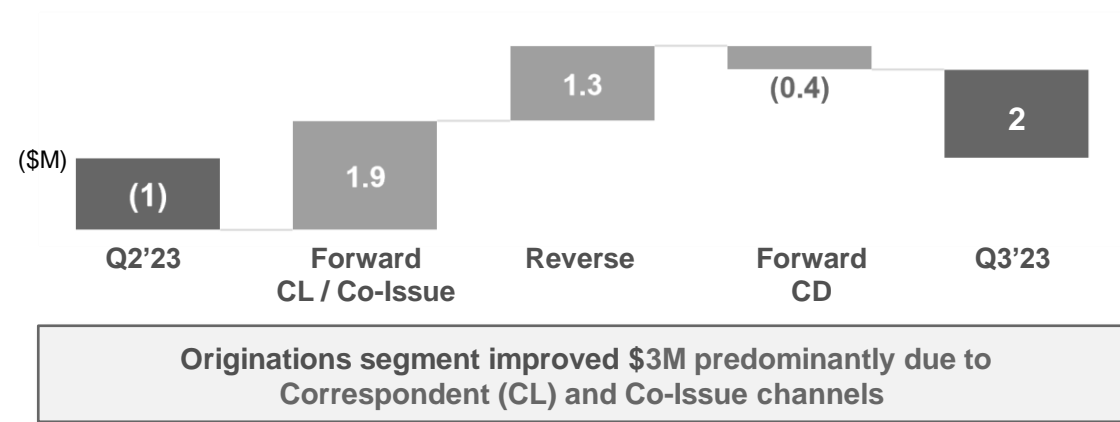 1.3
(0.4)
2
($M)
(1)
1.9
Q2’23
Forward
CL / Co-Issue
Reverse
Forward
CD
Q3’23
Originations segment improved $3M predominantly due to
Correspondent (CL) and Co-Issue channels